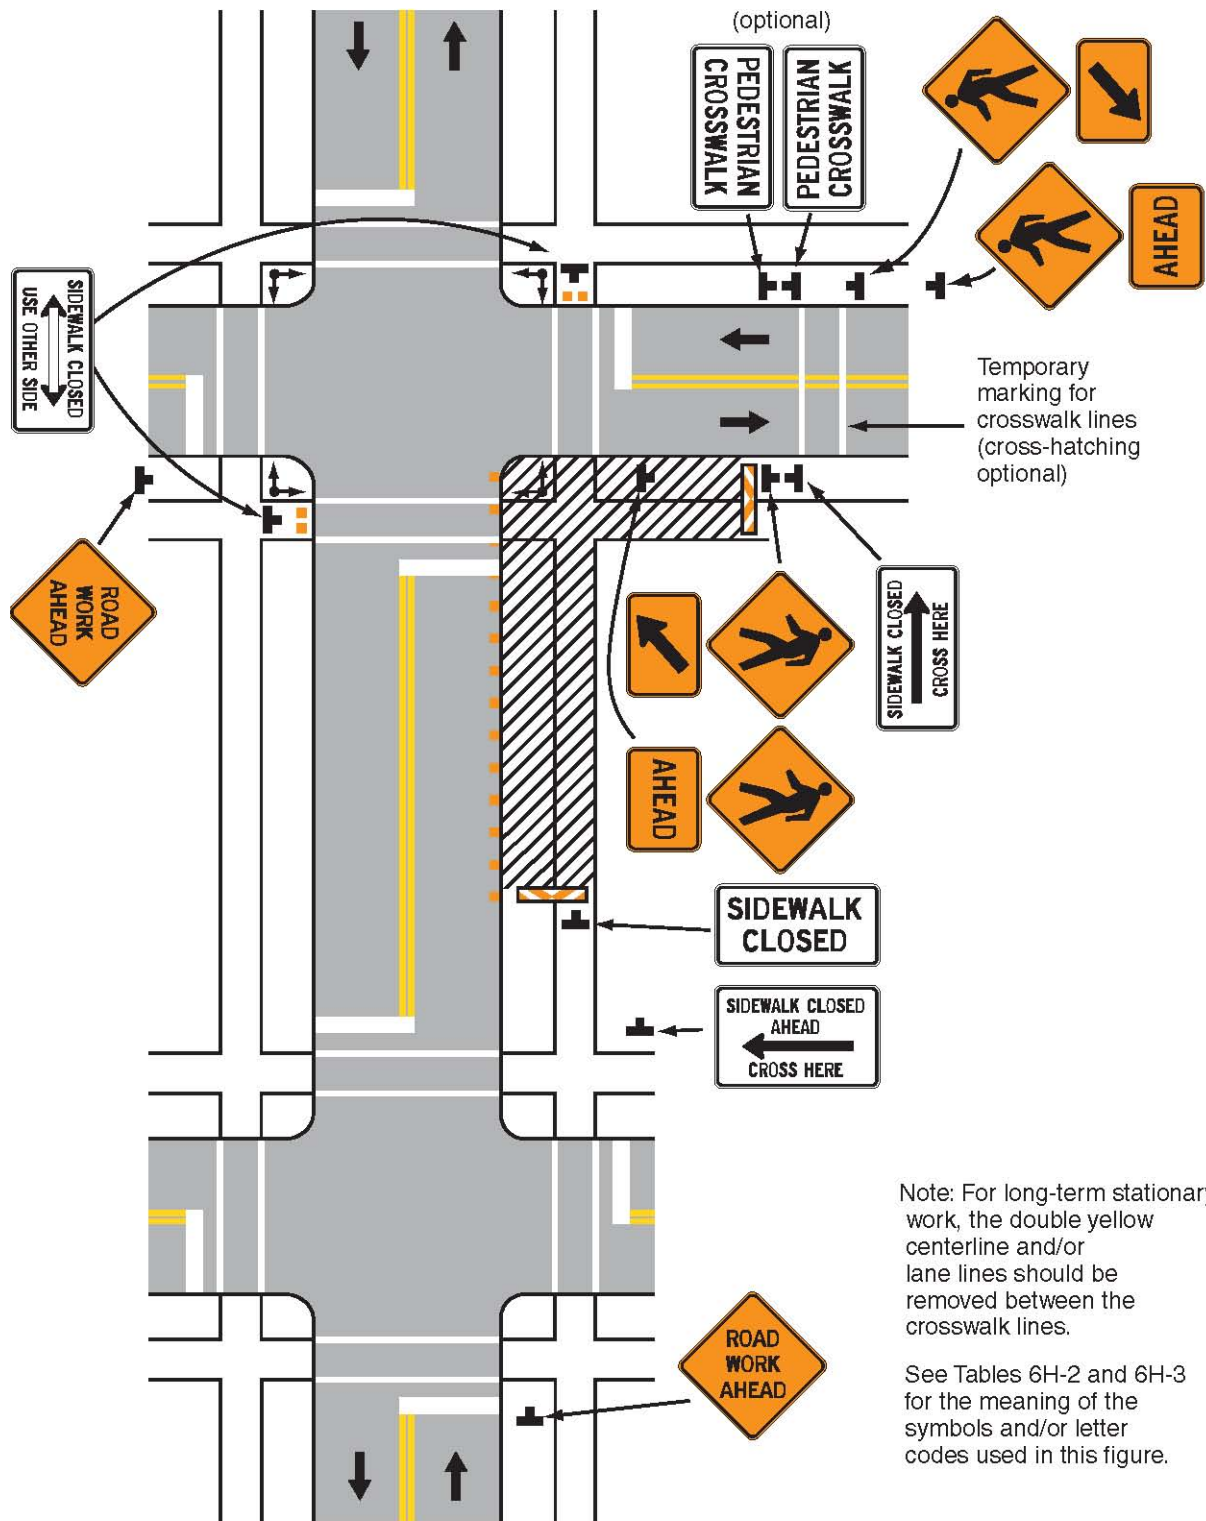 (optional)
PEDESTRIAN
CROSSWALK
PEDESTRIAN
CROSSWALK
AHEAD
SIDEWALK CLOSED
USE OTHER SIDE
Temporary
marking for
crosswalk lines
(cross-hatching
optional)
ROAD
WORK
AHEAD
SIDEWALK CLOSED
CROSS HERE
AHEAD
SIDEWALK
CLOSED
SIDEWALK CLOSED
AHEAD
CROSS HERE
Note: For long-term stationary
work, the double yellow
centerline and/or
lane lines should be
removed between the
crosswalk lines.
ROAD
WORK
AHEAD
See Tables 6H-2 and 6H-3
for the meaning of the
symbols and/or letter
codes used in this figure.